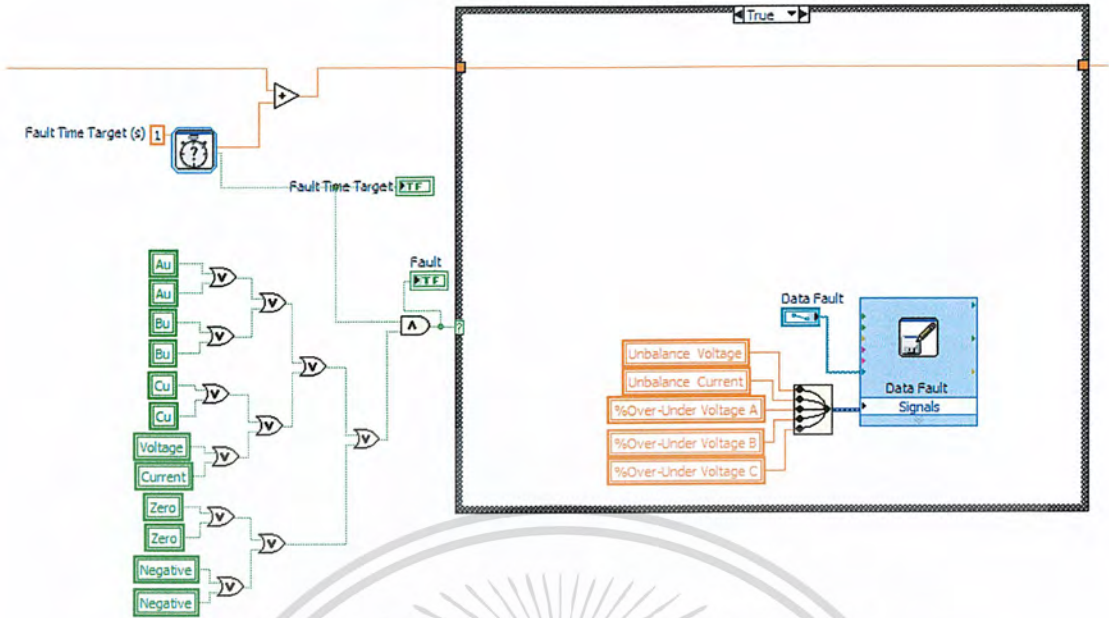 True
Fault Time Target (s) 1
?
Fault Time Target TF
Au
Au
Bu
Bu
Cu
Cu
Voltage
Current
Zero
Zero
Negative
Negative
V
V
V
V
V
V
V
V
V
V
V
Λ
Fault
TF
?
Data Fault
Unbalance Voltage
Unbalance Current
%Over-Under Voltage A
%Over-Under Voltage B
%Over-Under Voltage C
Data Fault
Signals